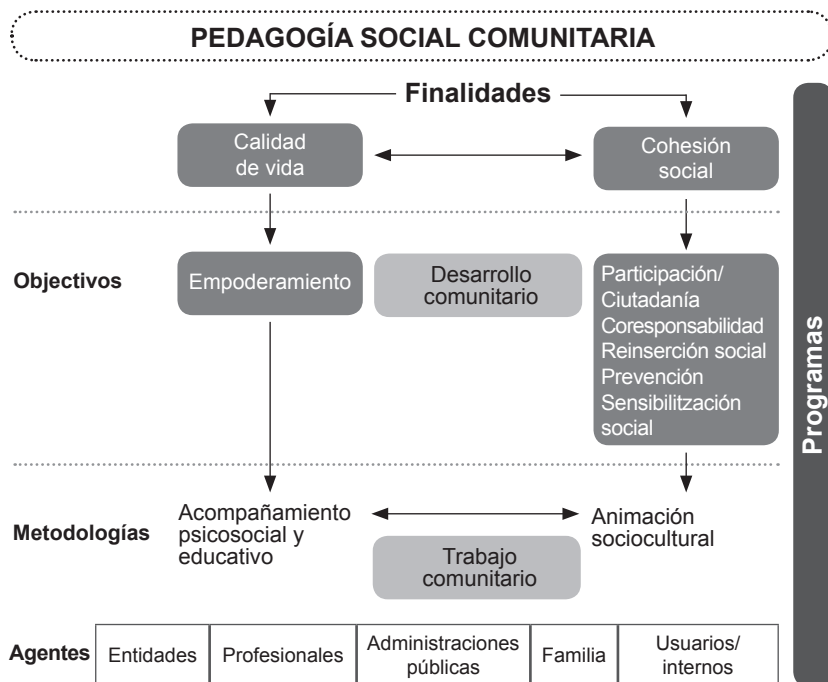 PEDAGOGÍA SOCIAL COMUNITARIA
Finalidades
Calidad
de vida
Cohesión
social
Objectivos
Empoderamiento
Desarrollo
comunitario
Participación/
Ciutadanía
Coresponsabilidad
Reinserción social
Prevención
Sensibilitzación
social
Metodologías
Acompañamiento
psicosocial y
educativo
Trabajo
comunitario
Animación
sociocultural
Agentes
Entidades
Profesionales
Administraciones
públicas
Familia
Usuarios/
internos
Programas